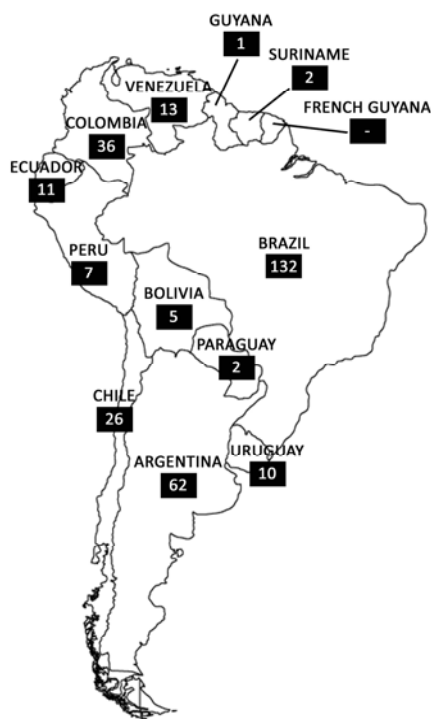 GUYANA
1
SURINAME
2
VENEZUELA
13
FRENCH GUYANA
-
COLOMBIA
36
ECUADOR
11
BRAZIL
132
PERU
7
BOLIVIA
5
PARAGUAY
2
CHILE
26
URUGUAY
10
ARGENTINA
62